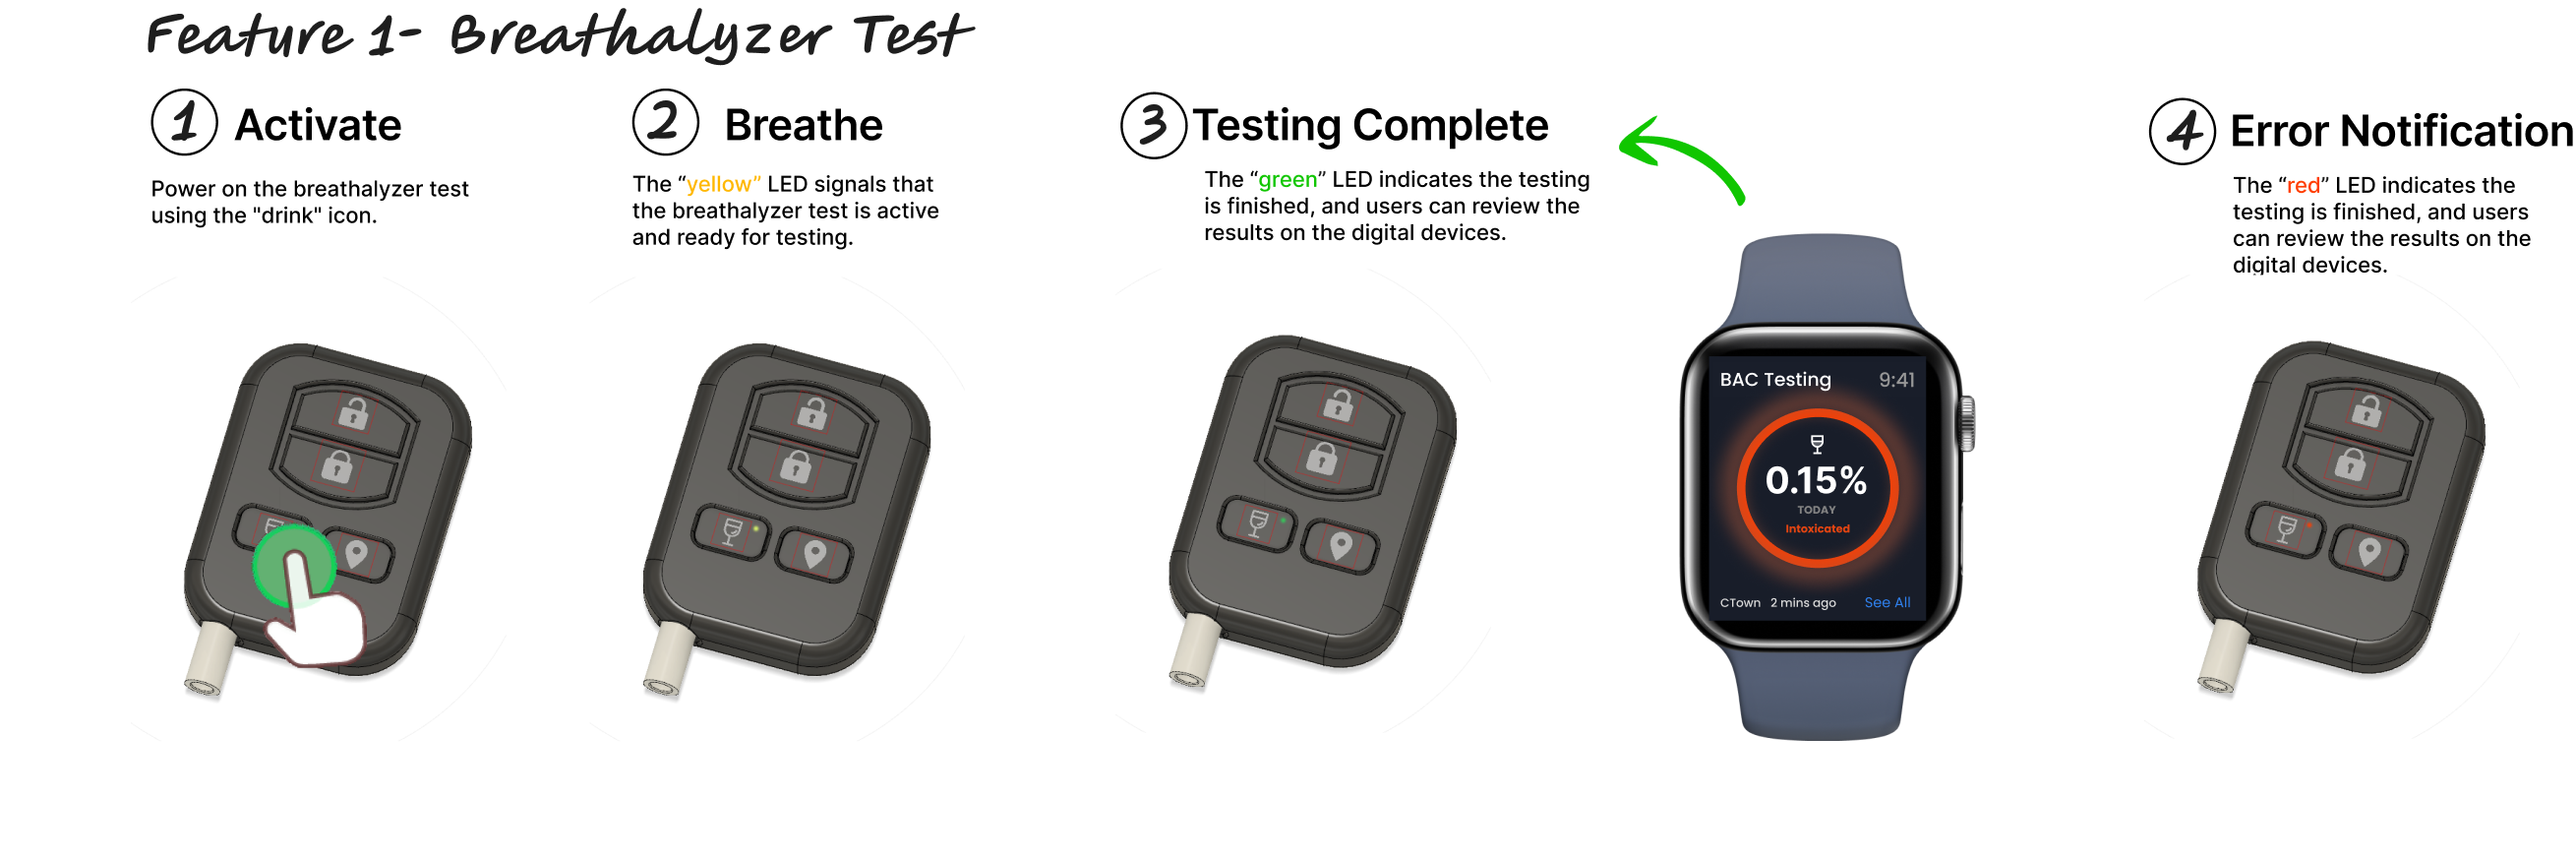 Feature 1- Breathalyzer Test
1 Activate
Power on the breathalyzer test
using the "drink" icon.
2 Breathe
The “yellow” LED signals that
the breathalyzer test is active
and ready for testing.
3 Testing Complete
The “green” LED indicates the testing
is finished, and users can review the
results on the digital devices.
BAC Testing 9:41
0.15%
TODAY
Intoxicated
CTown 2 mins ago See All
4 Error Notification
The “red” LED indicates the
testing is finished, and users
can review the results on the
digital devices.